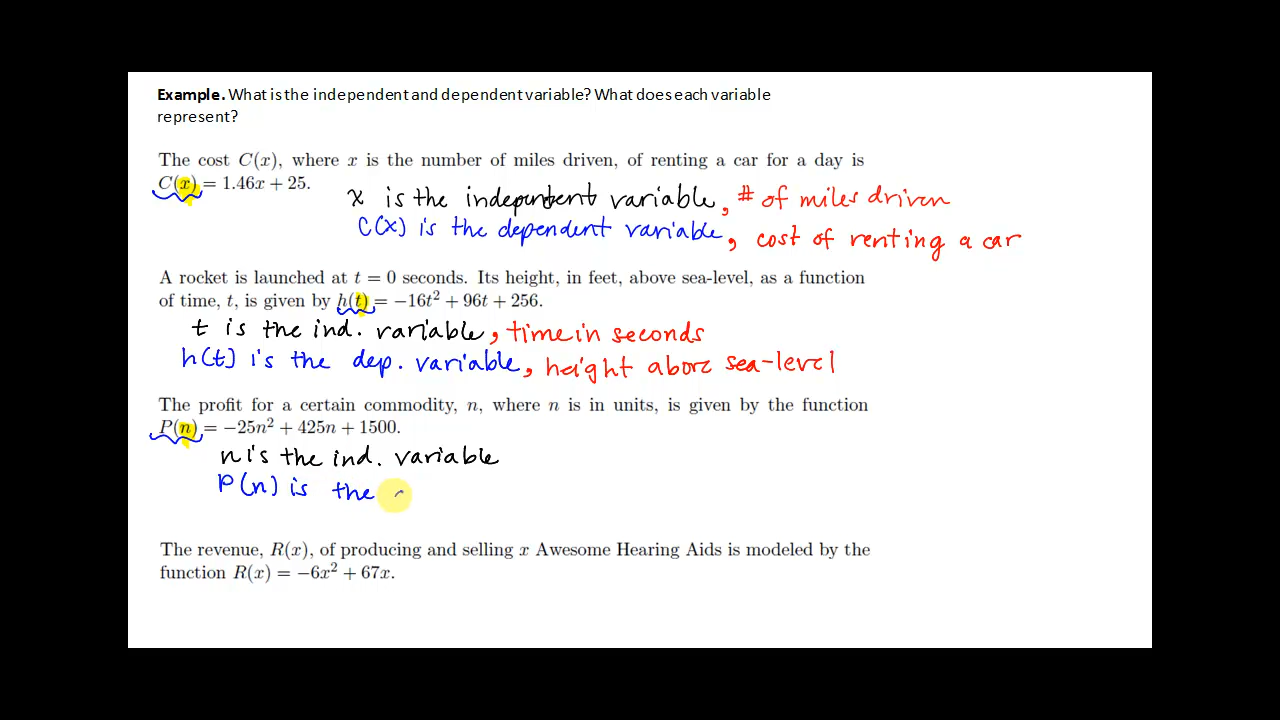 Example. What is the independent and dependent variable? What does each variable
represent?
The cost C(x), where x is the number of miles driven, of renting a car for a day is
C(x) = 1.46x + 25.
x is the independent variable, # of miles driven
C(x) is the dependent variable, cost of renting a car
A rocket is launched at t = 0 seconds. Its height, in feet, above sea-level, as a function
of time, t, is given by h(t) = −16t² + 96t + 256.
t is the ind. variable, time in seconds
h(t) is the dep. variable, height above sea-level
The profit for a certain commodity, n, where n is in units, is given by the function
P(n) = −25n² + 425n + 1500.
n is the ind. variable
P(n) is the
The revenue, R(x), of producing and selling x Awesome Hearing Aids is modeled by the
function R(x) = −6x² + 67x.